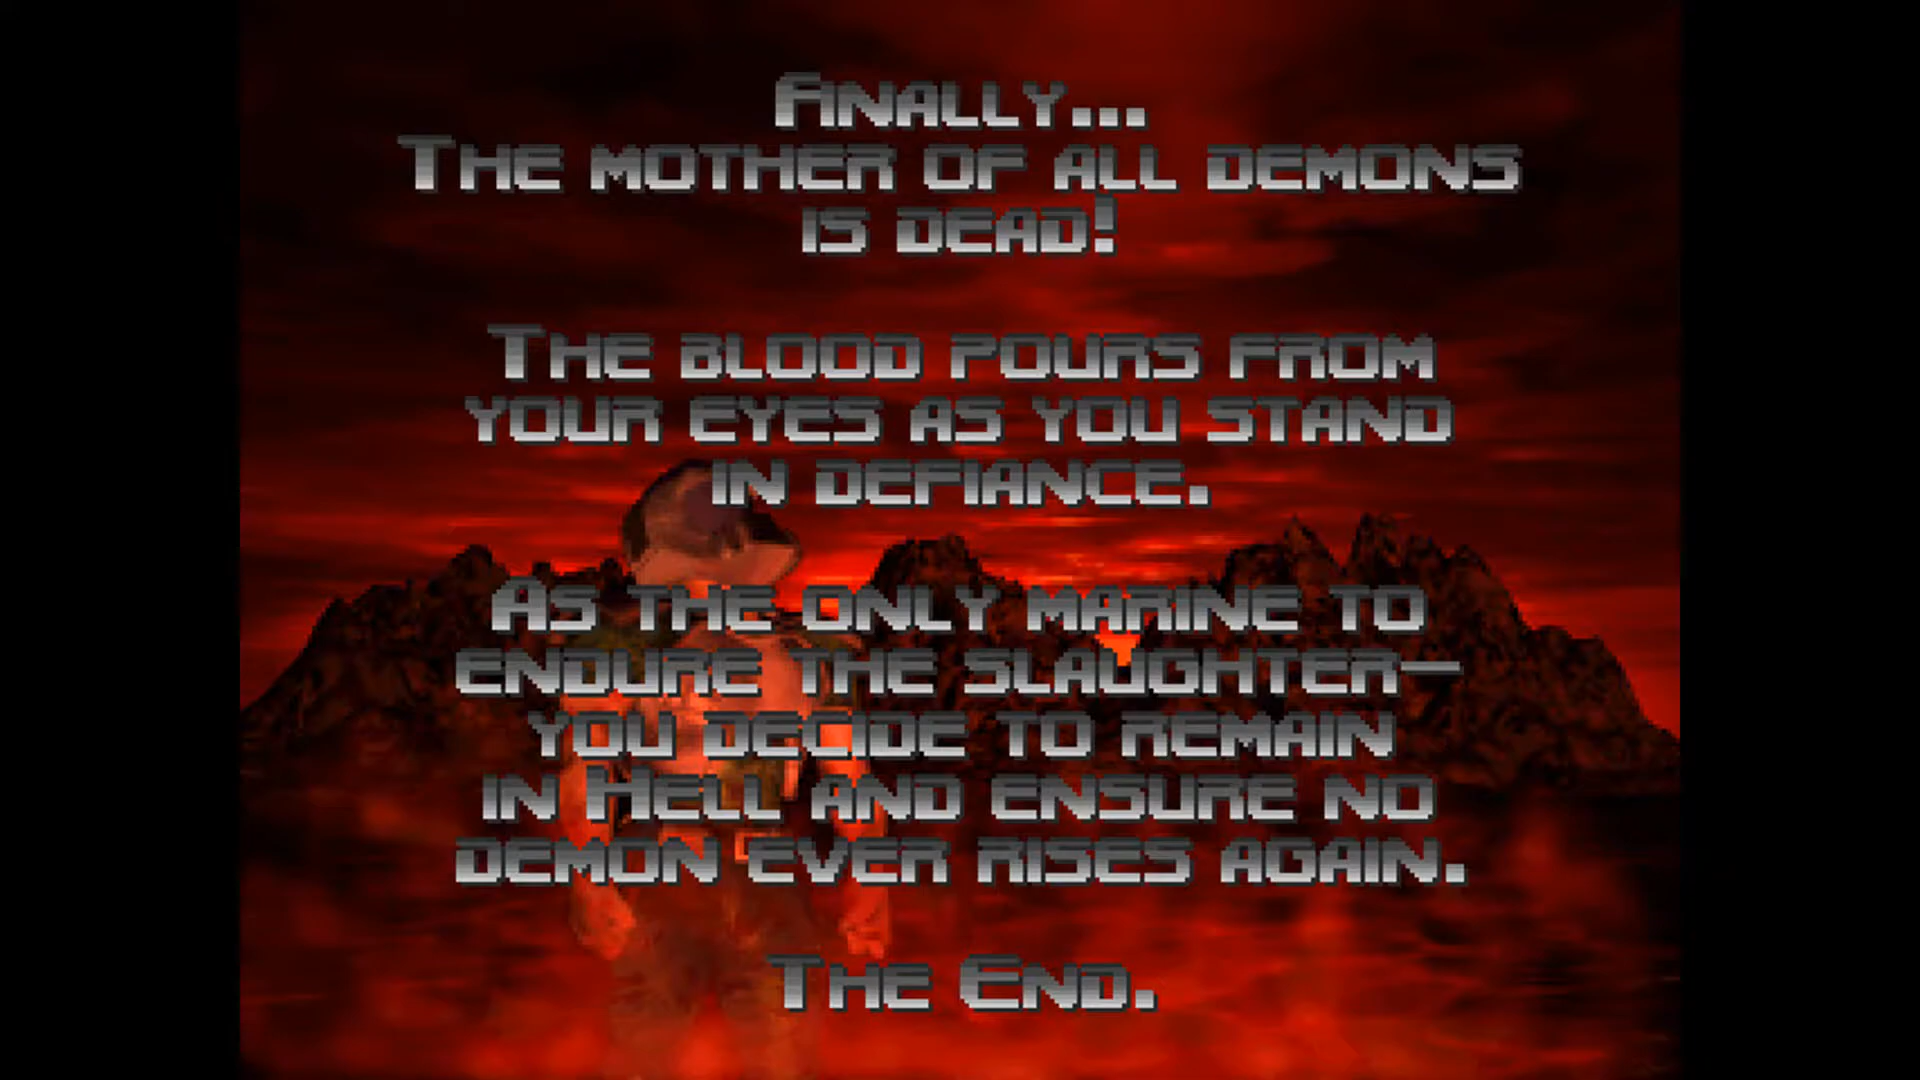 Finally...
The mother of all demons
is dead!
The blood pours from
your eyes as you stand
in defiance.
As the only marine to
endure the slaughter—
you decide to remain
in Hell and ensure no
demon ever rises again.
The End.